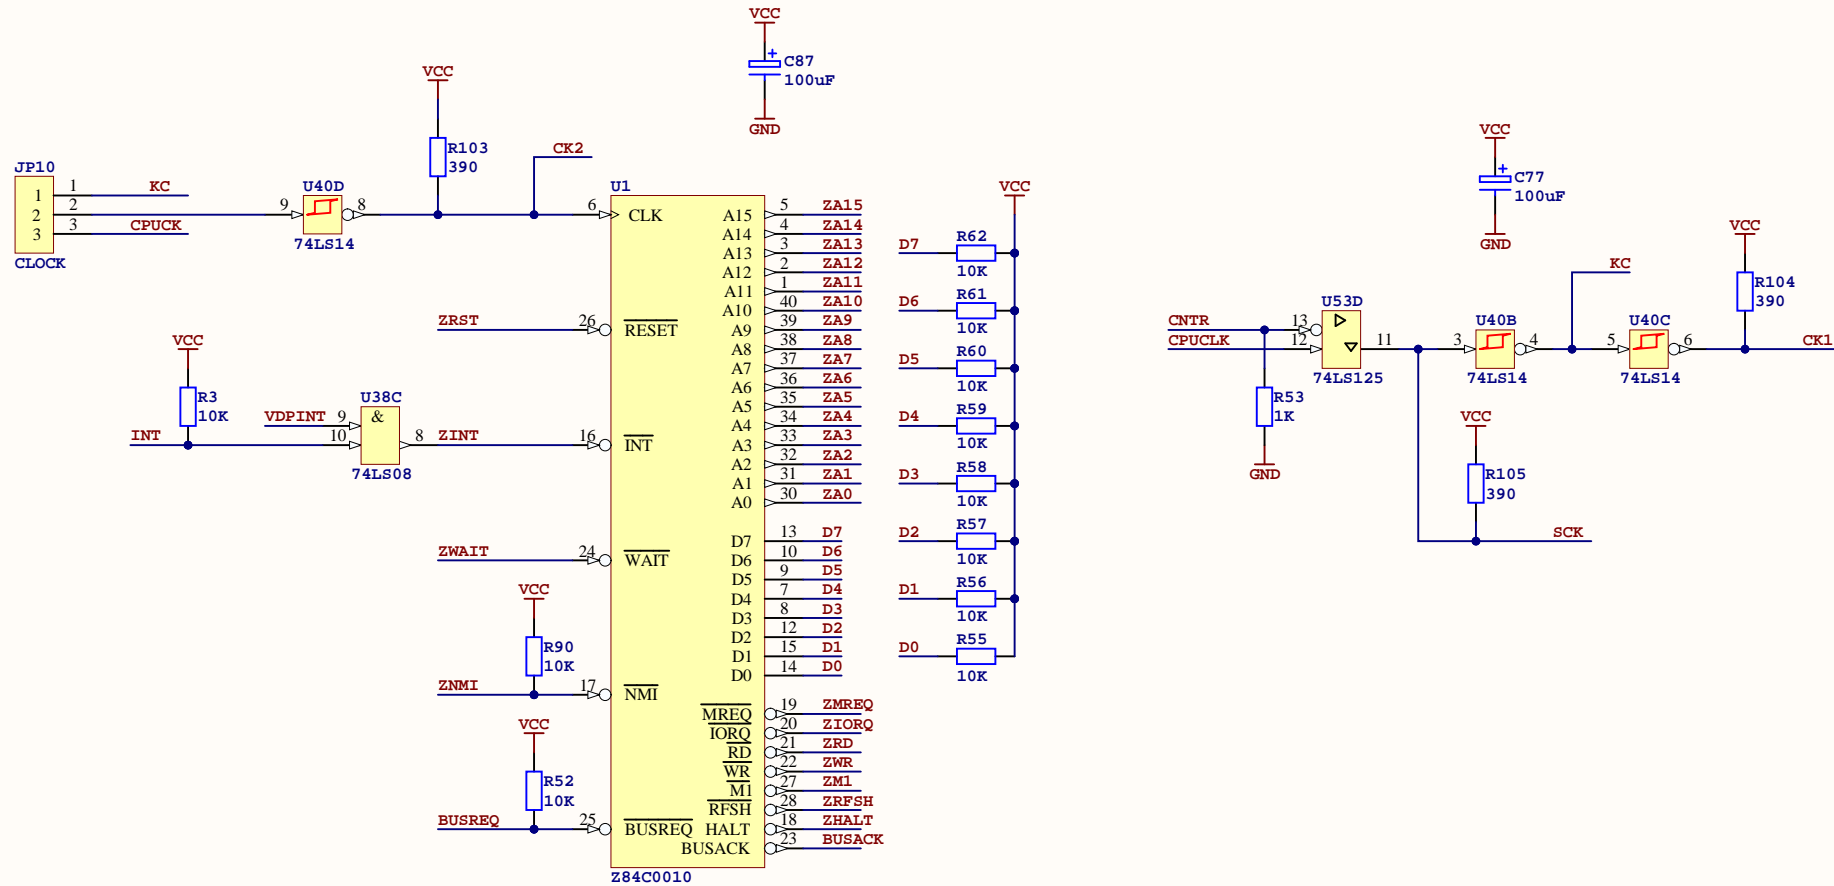 VCC
C87
100uF
GND
VCC
R103
390
CK2
JP10
1
2
3
1
2
3
KC
CPUCK
CLOCK
U40D
9
8
74LS14
U1
6
CLK
ZRST
26
RESET
VCC
R3
10K
INT
VDPINT
9
10
U38C
&
8
74LS08
ZINT
16
INT
ZWAIT
24
WAIT
VCC
R90
10K
ZNMI
17
NMI
VCC
R52
10K
BUSREQ
25
BUSREQ
A15 5 ZA15
A14 4 ZA14
A13 3 ZA13
A12 2 ZA12
A11 1 ZA11
A10 40 ZA10
A9 39 ZA9
A8 38 ZA8
A7 37 ZA7
A6 36 ZA6
A5 35 ZA5
A4 34 ZA4
A3 33 ZA3
A2 32 ZA2
A1 31 ZA1
A0 30 ZA0
D7 13 D7
D6 10 D6
D5 9 D5
D4 7 D4
D3 8 D3
D2 12 D2
D1 15 D1
D0 14 D0
MREQ 19 ZMREQ
IORQ 20 ZIORQ
RD 21 ZRD
WR 22 ZWR
M1 27 ZM1
RFSH 28 ZRFSH
HALT 18 ZHALT
BUSACK 23 BUSACK
Z84C0010
VCC
D7
R62
10K
D6
R61
10K
D5
R60
10K
D4
R59
10K
D3
R58
10K
D2
R57
10K
D1
R56
10K
D0
R55
10K
VCC
C77
100uF
GND
CNTR
CPUCLK
13
12
U53D
11
74LS125
R53
1K
GND
3
U40B
4
74LS14
KC
5
U40C
6
74LS14
VCC
R104
390
CK1
VCC
R105
390
SCK